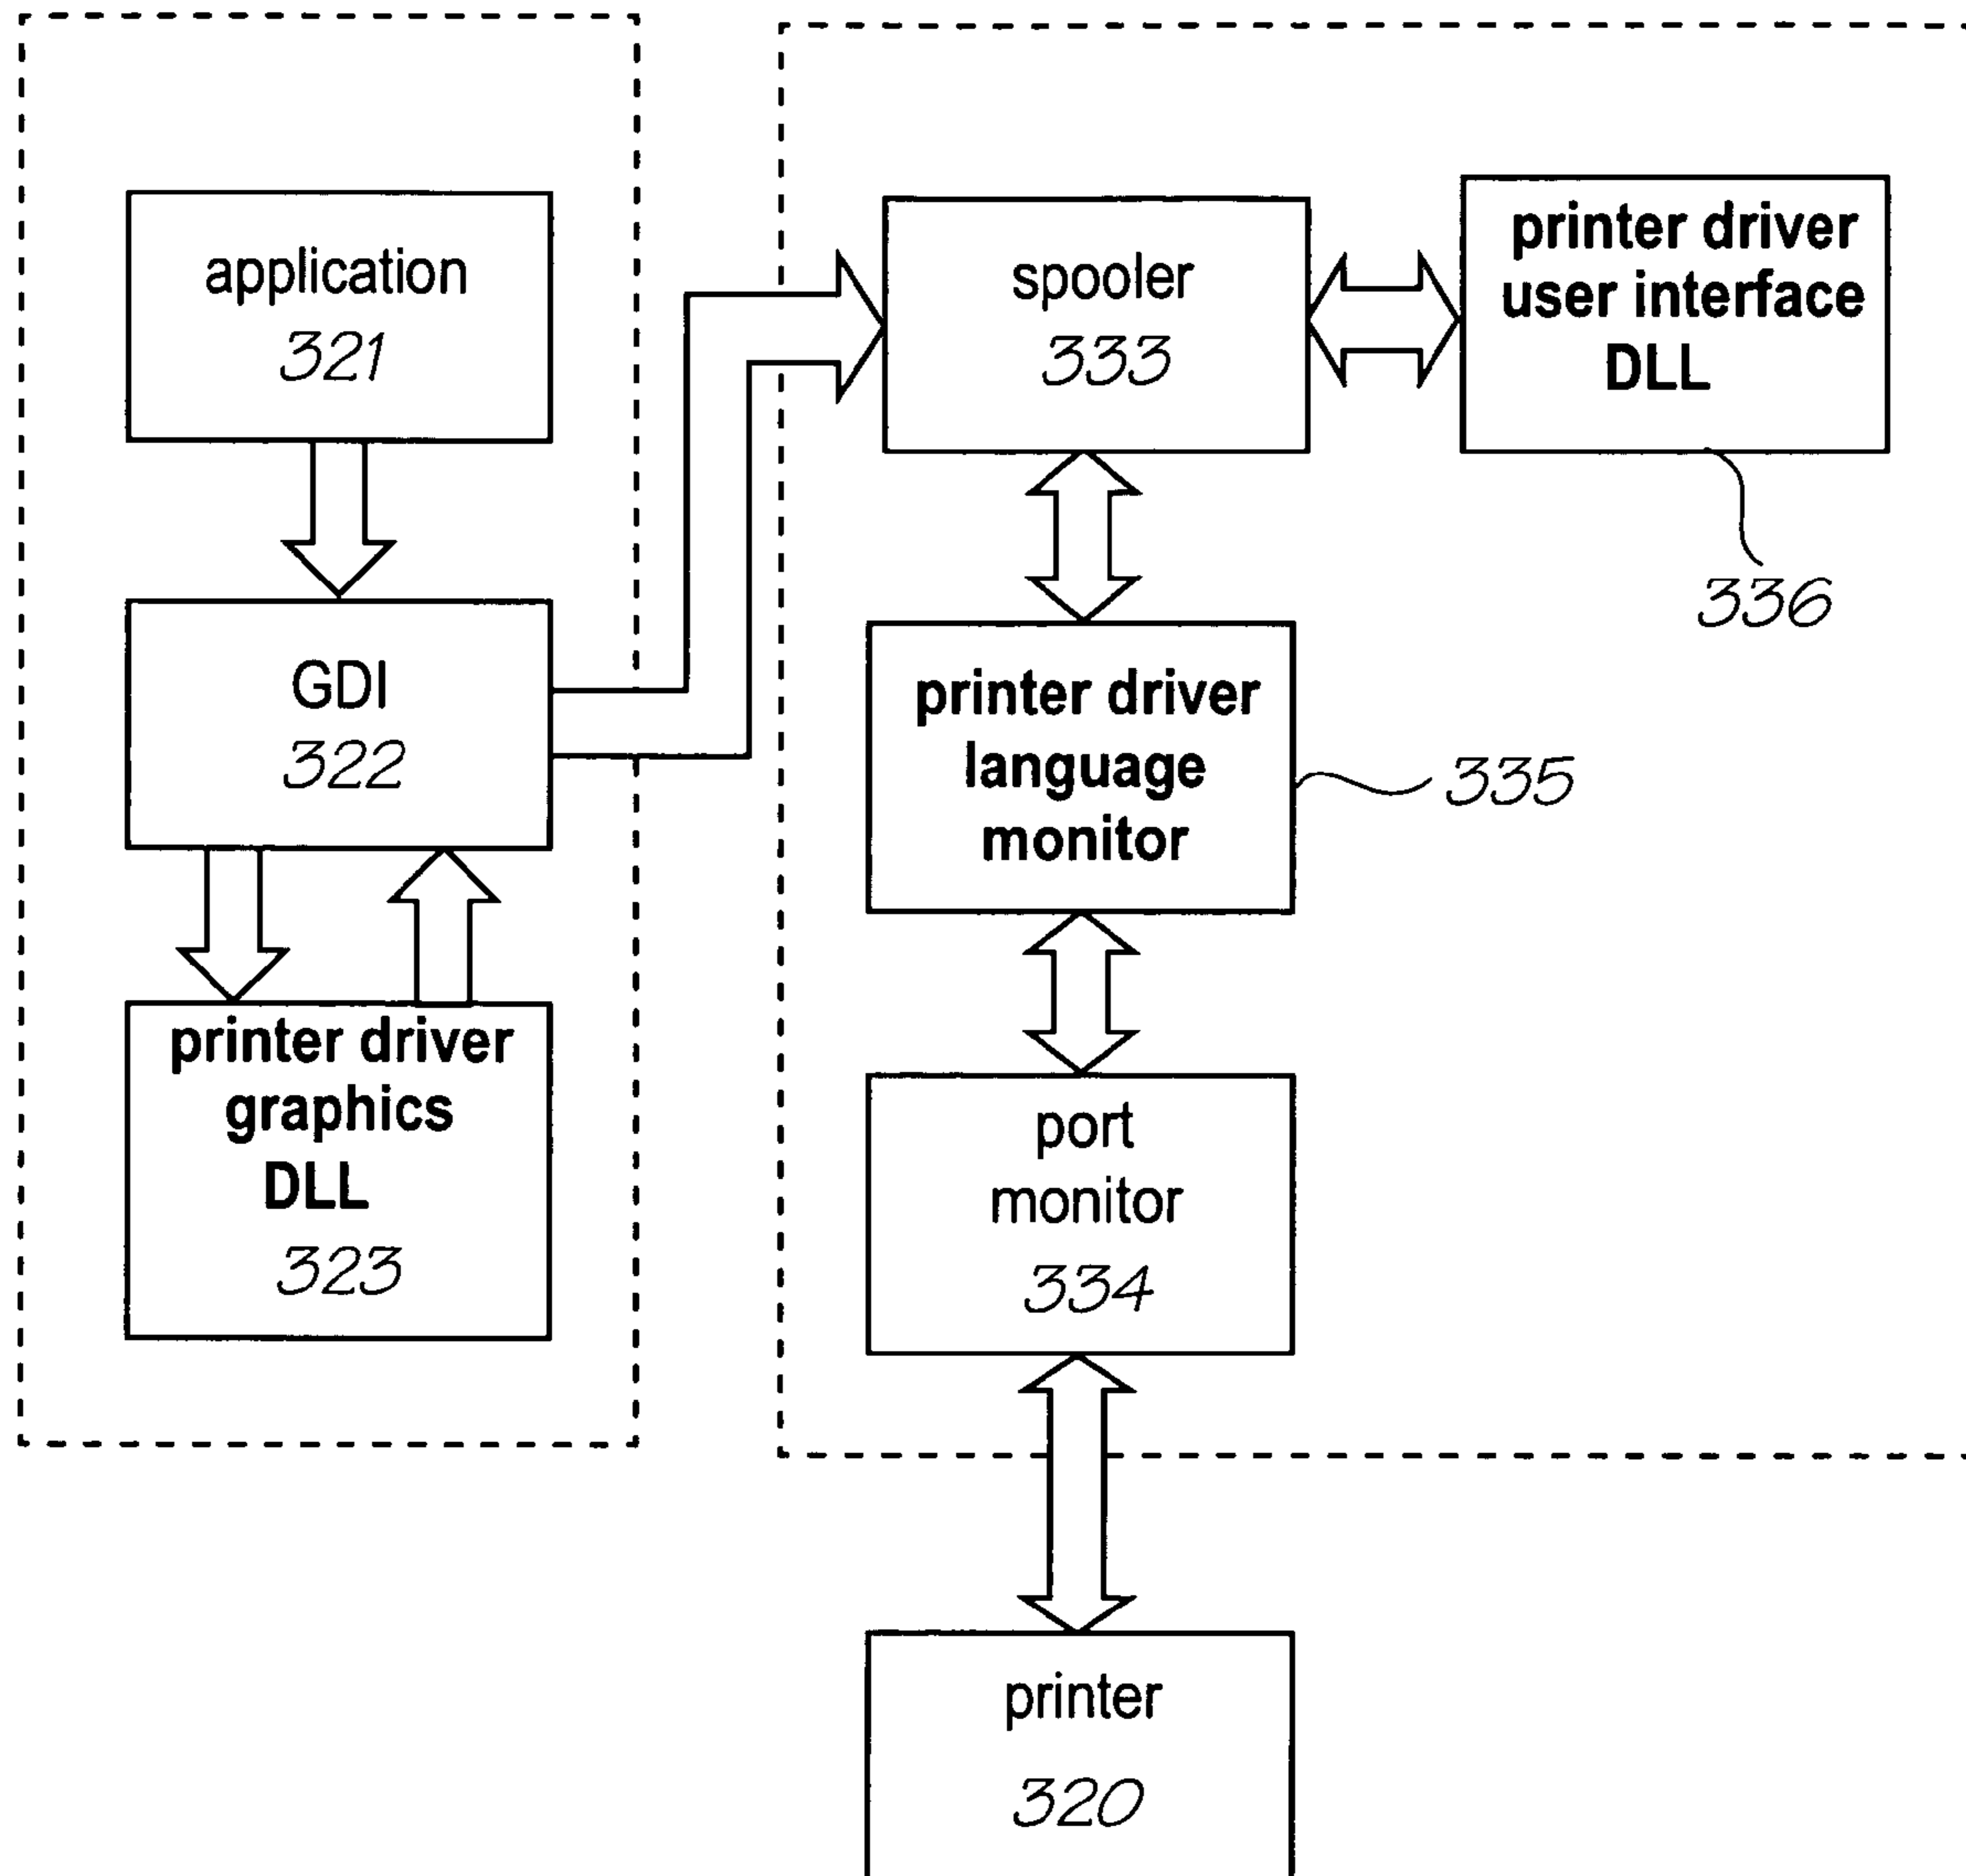 application
321
GDI
322
printer driver
graphics
DLL
323
spooler
333
printer driver
user interface
DLL
336
printer driver
language
monitor
335
port
monitor
334
printer
320